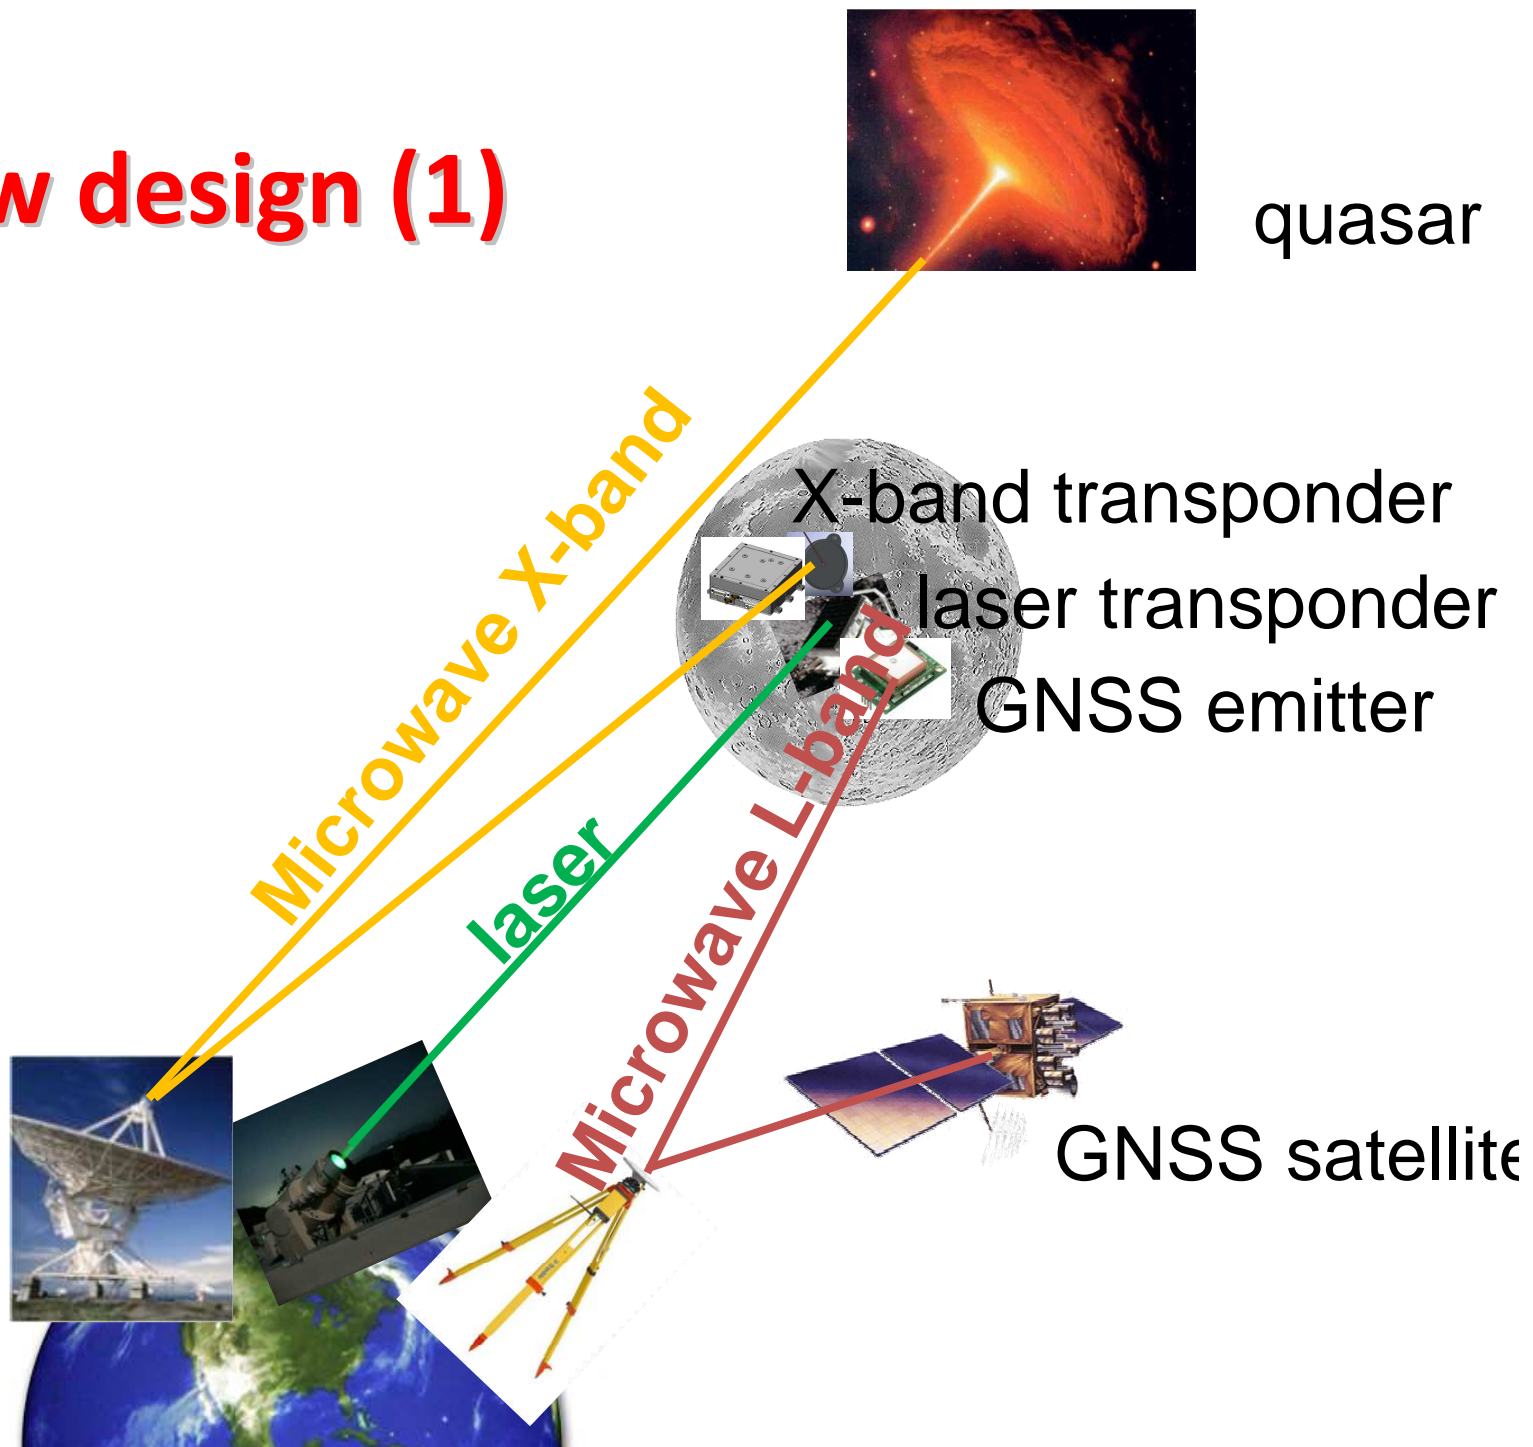 design (1)
quasar
Microwave X-band
X-band transponder
laser transponder
GNSS emitter
laser
Microwave L-band
GNSS satellite